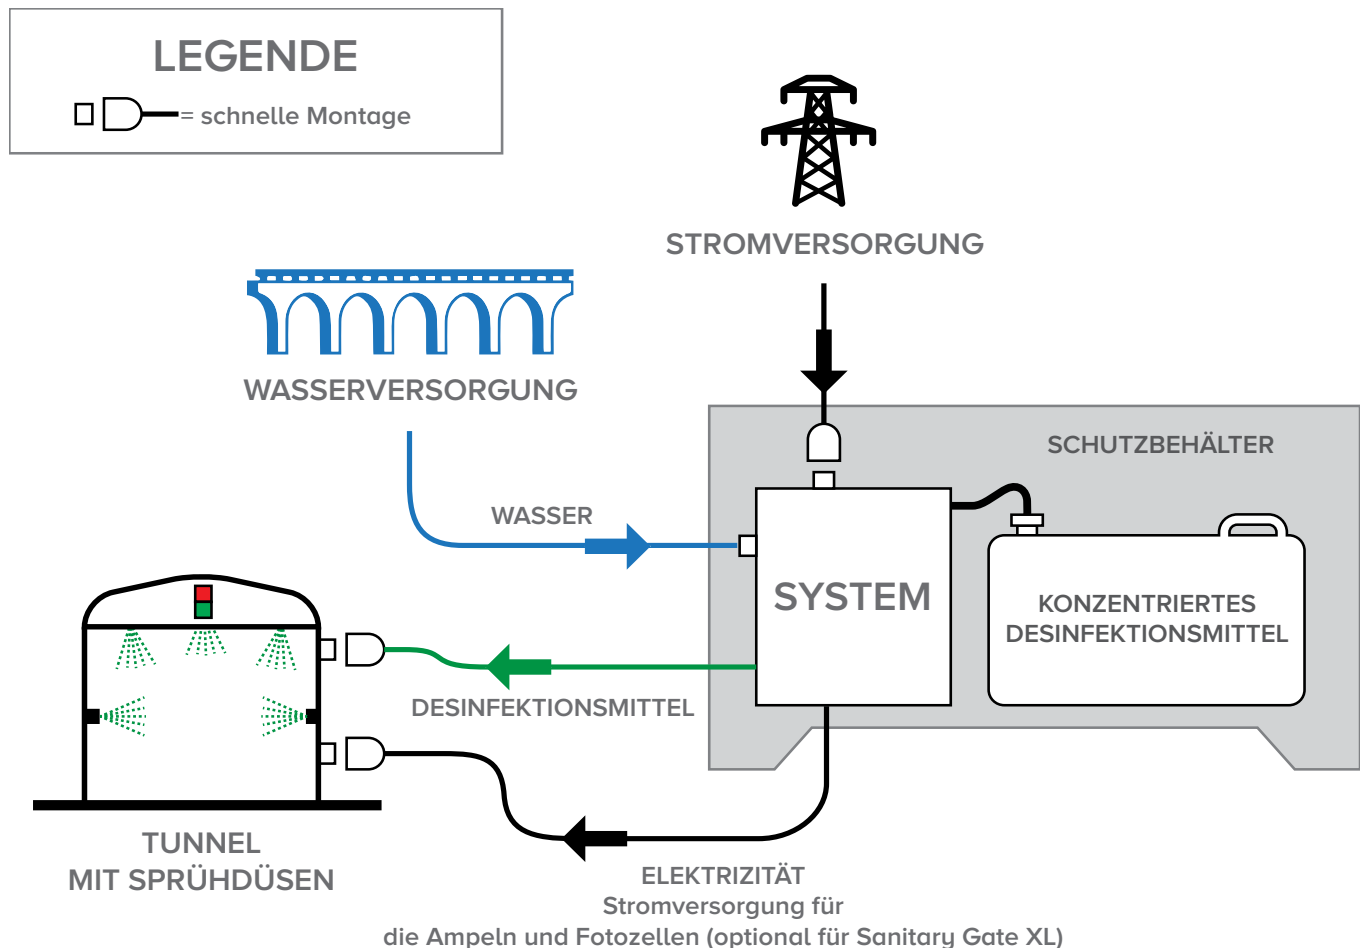 LEGENDE
= schnelle Montage
STROMVERSORGUNG
WASSERVERSORGUNG
SCHUTZBEHÄLTER
WASSER
SYSTEM
KONZENTRIERTES
DESINFEKTIONSMITTEL
DESINFEKTIONSMITTEL
TUNNEL
MIT SPRÜHDÜSEN
ELEKTRIZITÄT
Stromversorgung für
die Ampeln und Fotozellen (optional für Sanitary Gate XL)